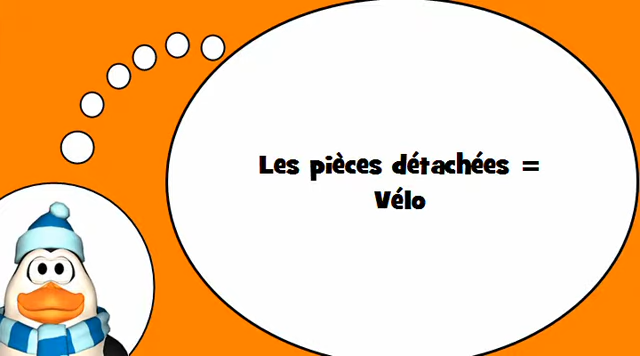 Les pièces détachées =
Vélo